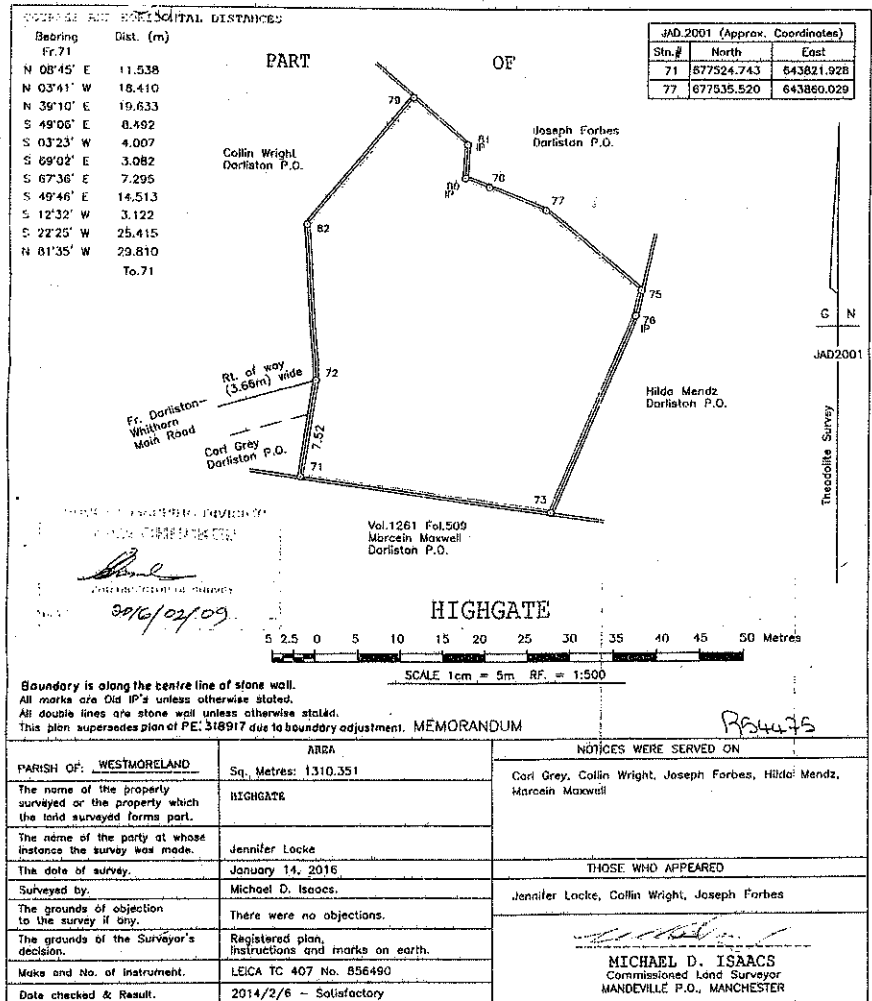 COURSES AND HORIZONTAL DISTANCES
Bearing Dist. (m)
Fr.71
N 08°45' E 11.538
N 03°41' W 18.410
N 39°10' E 19.633
S 49°06' E 8.492
S 03°23' W 4.007
S 69°02' E 3.082
S 67°36' E 7.295
S 49°46' E 14.513
S 12°32' W 3.122
S 22°25' W 25.415
N 81°35' W 29.810
To.71
PART OF
JAD.2001 (Approx. Coordinates)
Stn.# North East
71 677524.743 643821.928
77 677535.520 643860.029
79
81
IP
Joseph Forbes
Darliston P.O.
Collin Wright
Darliston P.O.
80
IP
78
77
82
75
76
IP
G N
JAD2001
Theodolite Survey
72
Rt. of way
(3.66m) wide
Fr. Darliston-
Whithorn
Main Road
Carl Grey
Darliston P.O.
7.52
71
Hilda Mendz
Darliston P.O.
73
Vol.1261 Fol.509
Marcein Maxwell
Darliston P.O.
2016/02/09
HIGHGATE
5 2.5 0 5 10 15 20 25 30 35 40 45 50 Metres
SCALE 1cm = 5m RF. = 1:500
Boundary is along the centre line of stone wall.
All marks are Old IP's unless otherwise stated.
All double lines are stone wall unless otherwise stated.
This plan supersedes plan of PE: 318917 due to boundary adjustment. MEMORANDUM
R54475
PARISH OF: WESTMORELAND
AREA
Sq. Metres: 1310.351
The name of the property
surveyed or the property which
the land surveyed forms part.
HIGHGATE
The name of the party at whose
instance the survey was made.
Jennifer Locke
The date of survey.
January 14, 2016
Surveyed by.
Michael D. Isaacs.
The grounds of objection
to the survey if any.
There were no objections.
The grounds of the Surveyor's
decision.
Registered plan,
instructions and marks on earth.
Make and No. of instrument.
LEICA TC 407 No. 856490
Date checked & Result.
2014/2/6 - Satisfactory
NOTICES WERE SERVED ON
Carl Grey, Collin Wright, Joseph Forbes, Hilda Mendz,
Marcein Maxwell
THOSE WHO APPEARED
Jennifer Locke, Collin Wright, Joseph Forbes
MICHAEL D. ISAACS
Commissioned Land Surveyor
MANDEVILLE P.O., MANCHESTER